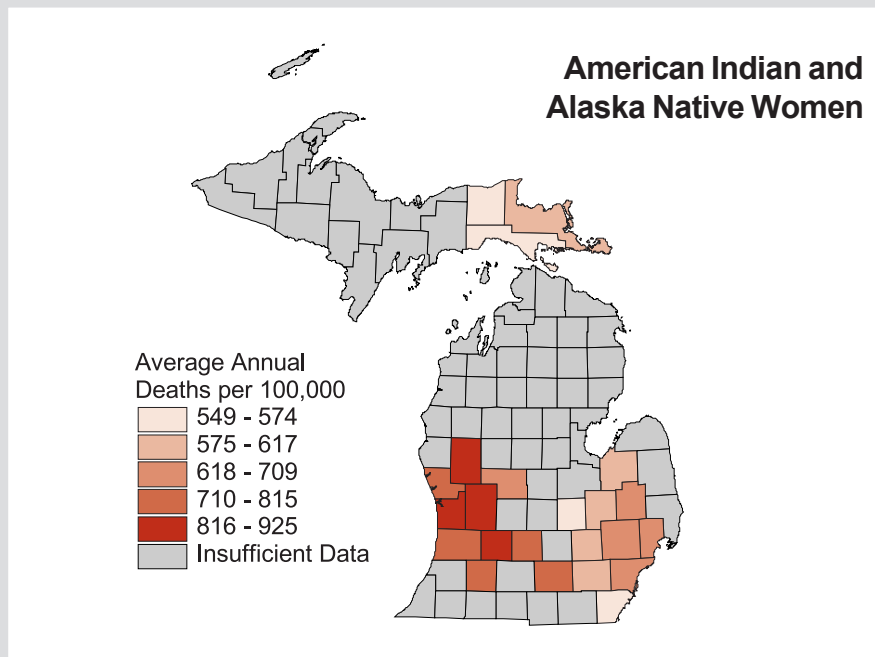 American Indian and
Alaska Native Women
Average Annual
Deaths per 100,000
549 - 574
575 - 617
618 - 709
710 - 815
816 - 925
Insufficient Data